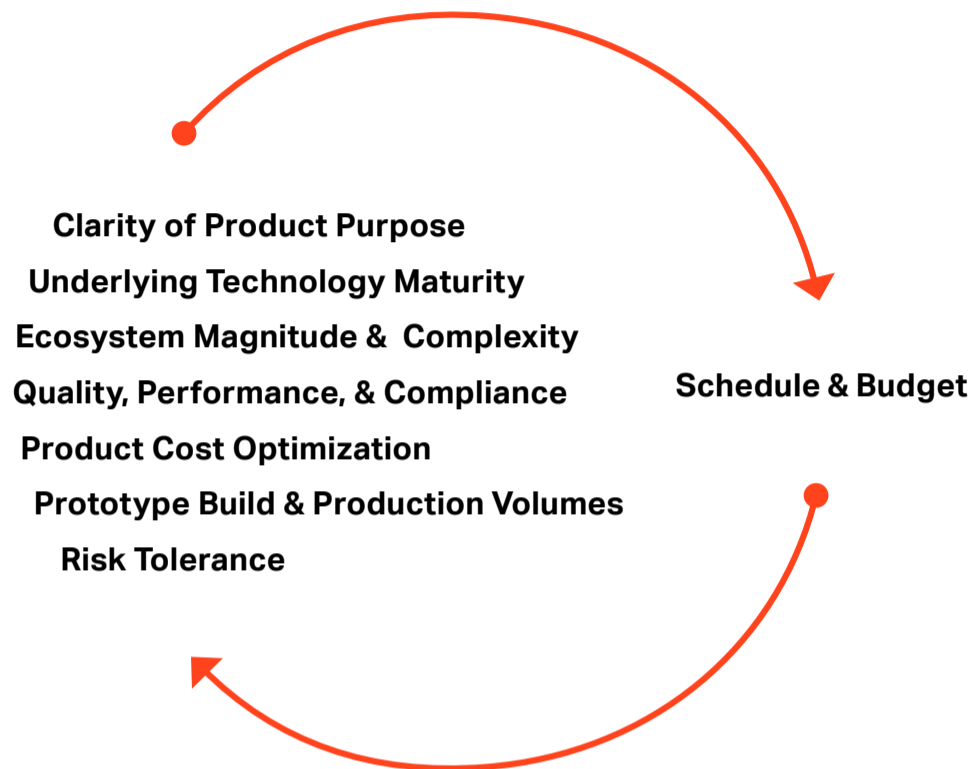 Clarity of Product Purpose
Underlying Technology Maturity
Ecosystem Magnitude & Complexity
Quality, Performance, & Compliance
Product Cost Optimization
Prototype Build & Production Volumes
Risk Tolerance
Schedule & Budget